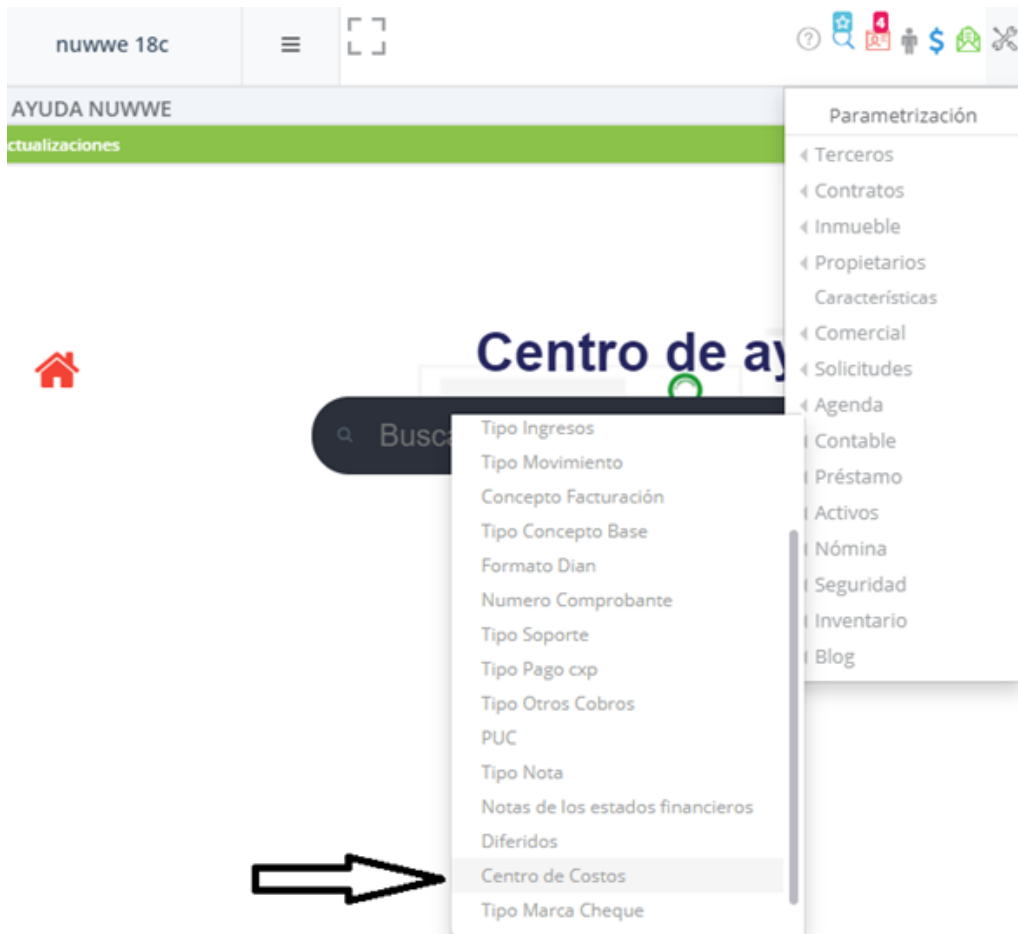 nuwwe 18c
4
AYUDA NUWWE
ctualizaciones
Parametrización
Terceros
Contratos
Inmueble
Propietarios
Características
Comercial
Solicitudes
Agenda
Contable
Préstamo
Activos
Nómina
Seguridad
Inventario
Blog
Centro de ay
Busca
Tipo Ingresos
Tipo Movimiento
Concepto Facturación
Tipo Concepto Base
Formato Dian
Numero Comprobante
Tipo Soporte
Tipo Pago cxp
Tipo Otros Cobros
PUC
Tipo Nota
Notas de los estados financieros
Diferidos
Centro de Costos
Tipo Marca Cheque